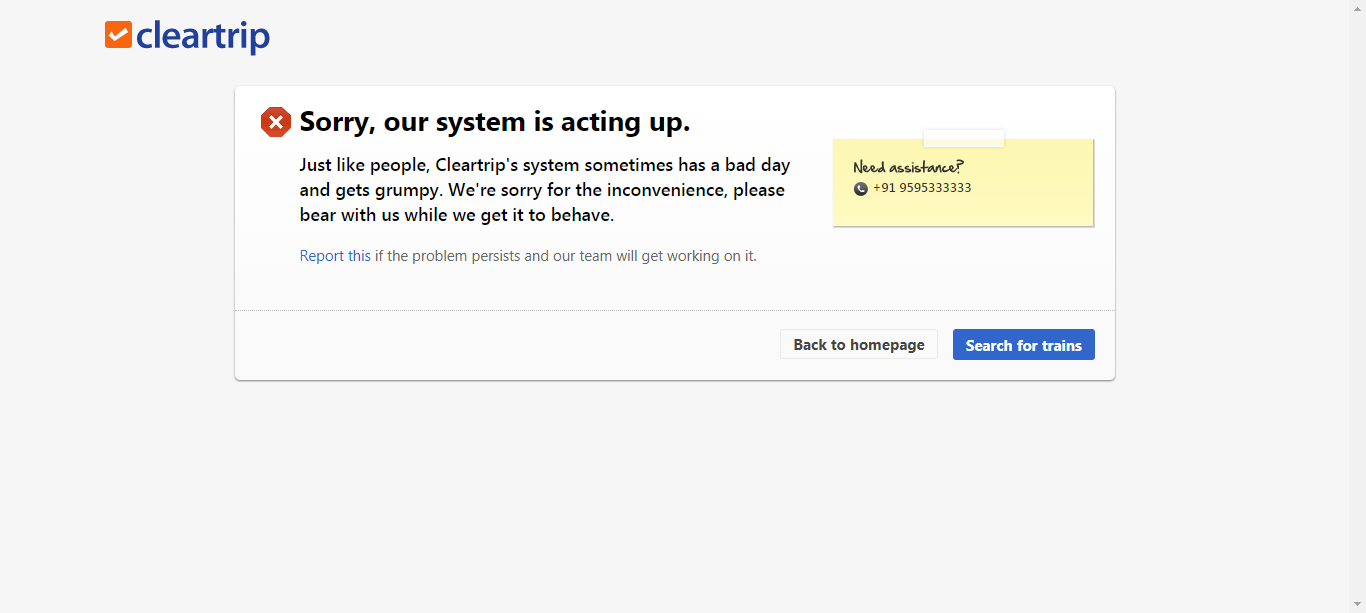 cleartrip
Sorry, our system is acting up.
Just like people, Cleartrip's system sometimes has a bad day
and gets grumpy. We're sorry for the inconvenience, please
bear with us while we get it to behave.
Report this if the problem persists and our team will get working on it.
Need assistance?
+91 9595333333
Back to homepage
Search for trains